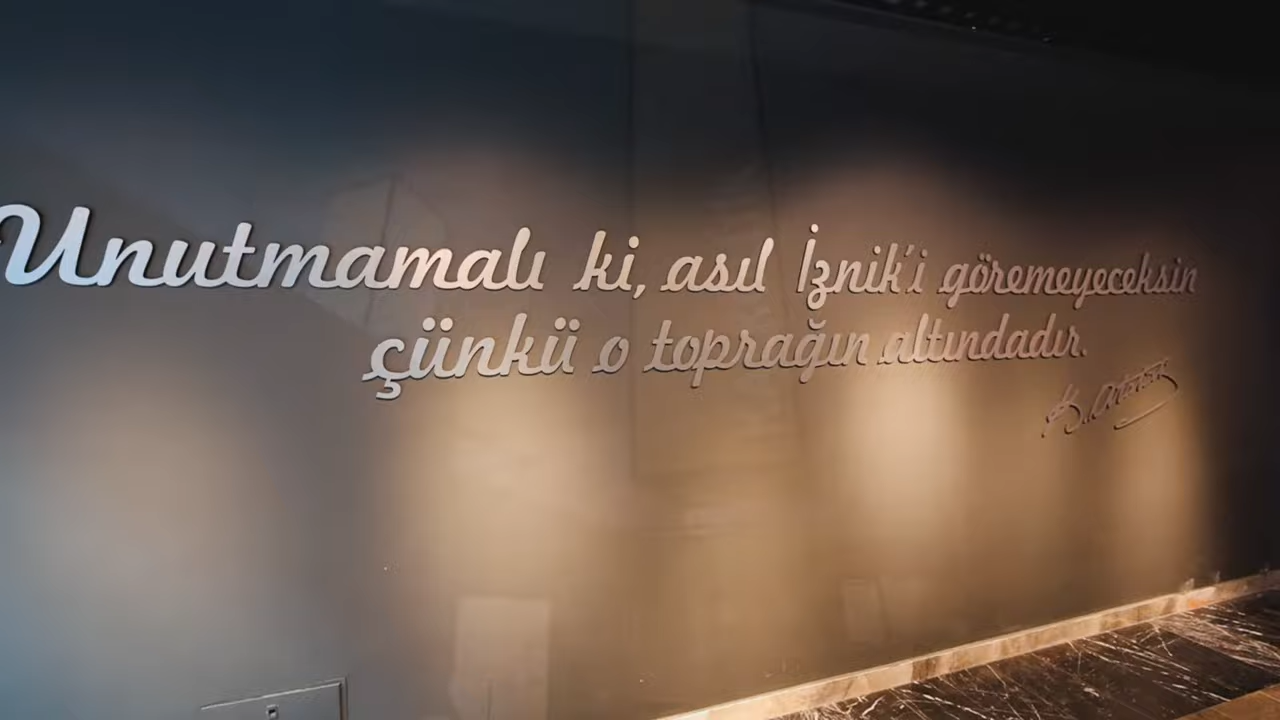 Unutmamalı ki, asıl İznik'i göremeyeceksin
çünkü o toprağın altındadır.